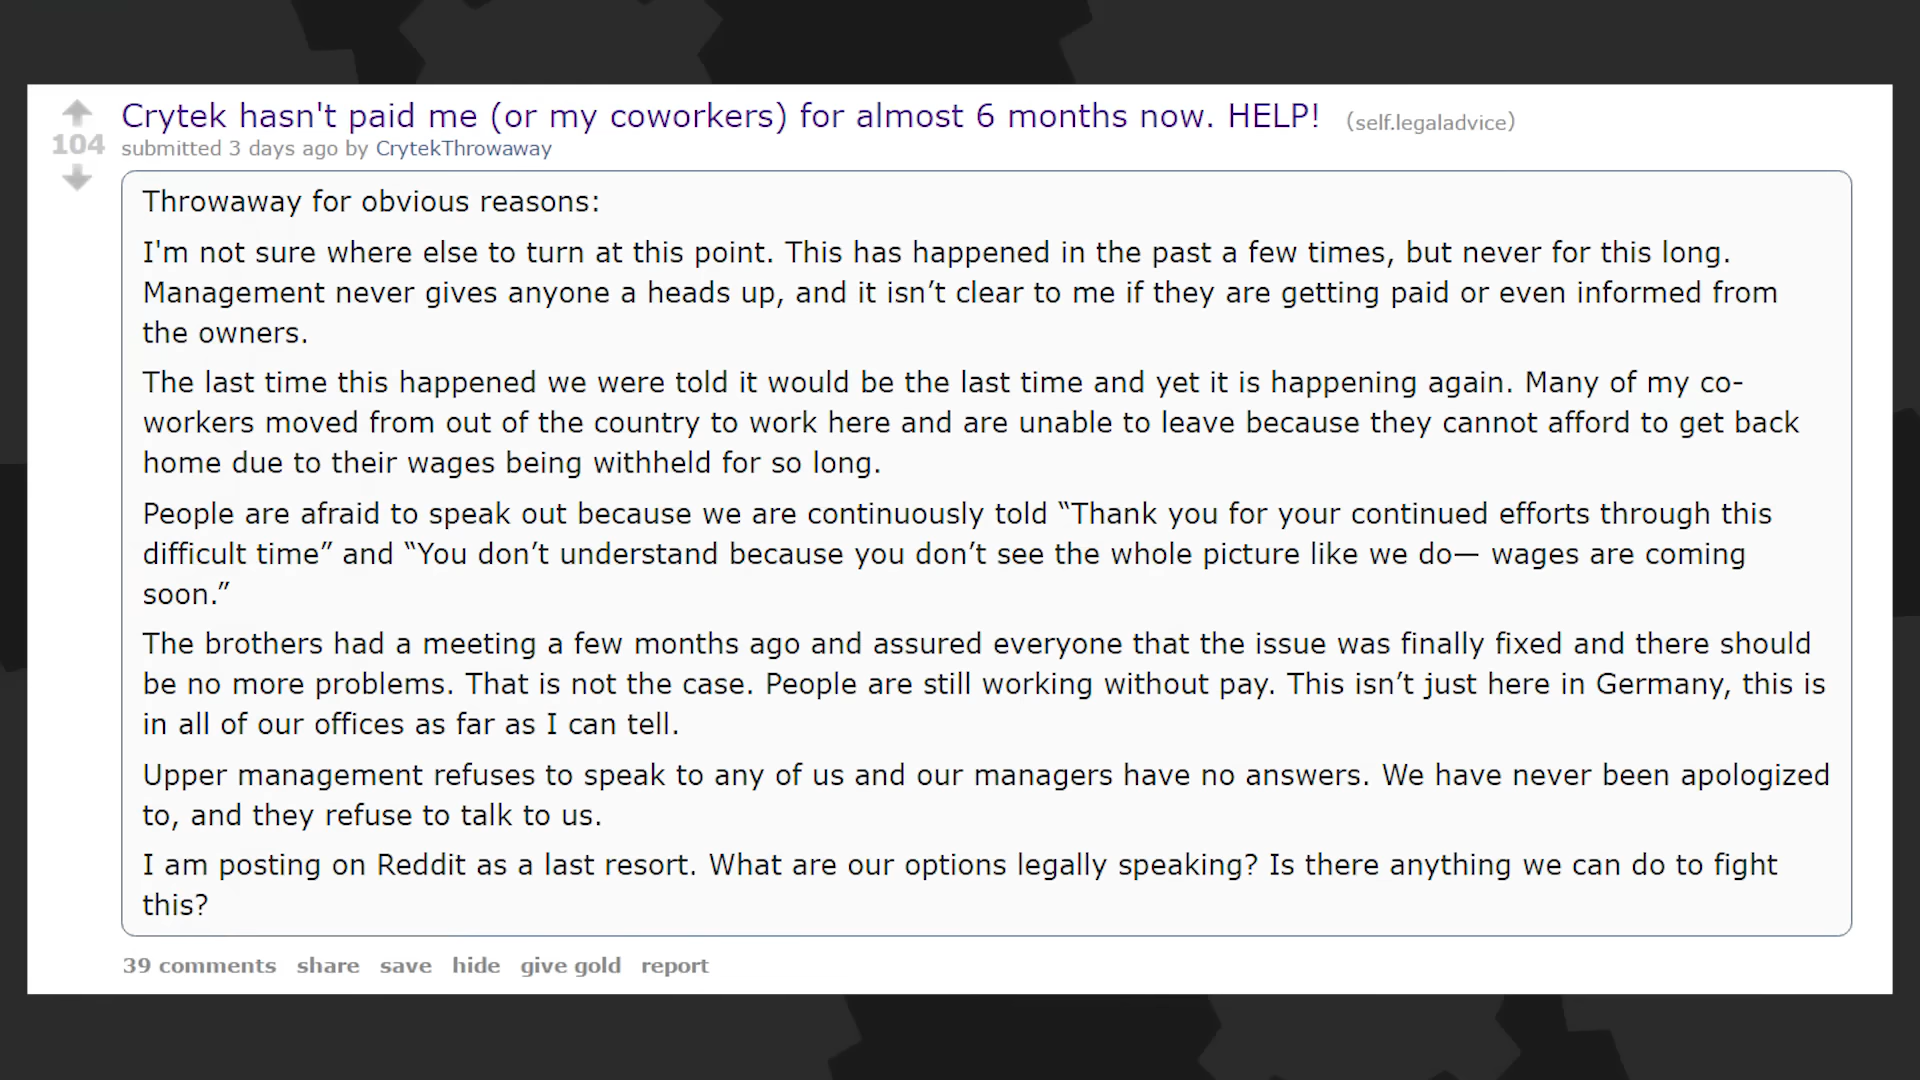 Crytek hasn't paid me (or my coworkers) for almost 6 months now. HELP! (self.legaladvice)
104
submitted 3 days ago by CrytekThrowaway
Throwaway for obvious reasons:
I'm not sure where else to turn at this point. This has happened in the past a few times, but never for this long.
Management never gives anyone a heads up, and it isn’t clear to me if they are getting paid or even informed from
the owners.
The last time this happened we were told it would be the last time and yet it is happening again. Many of my co-
workers moved from out of the country to work here and are unable to leave because they cannot afford to get back
home due to their wages being withheld for so long.
People are afraid to speak out because we are continuously told “Thank you for your continued efforts through this
difficult time” and “You don’t understand because you don’t see the whole picture like we do— wages are coming
soon.”
The brothers had a meeting a few months ago and assured everyone that the issue was finally fixed and there should
be no more problems. That is not the case. People are still working without pay. This isn’t just here in Germany, this is
in all of our offices as far as I can tell.
Upper management refuses to speak to any of us and our managers have no answers. We have never been apologized
to, and they refuse to talk to us.
I am posting on Reddit as a last resort. What are our options legally speaking? Is there anything we can do to fight
this?
39 comments share save hide give gold report